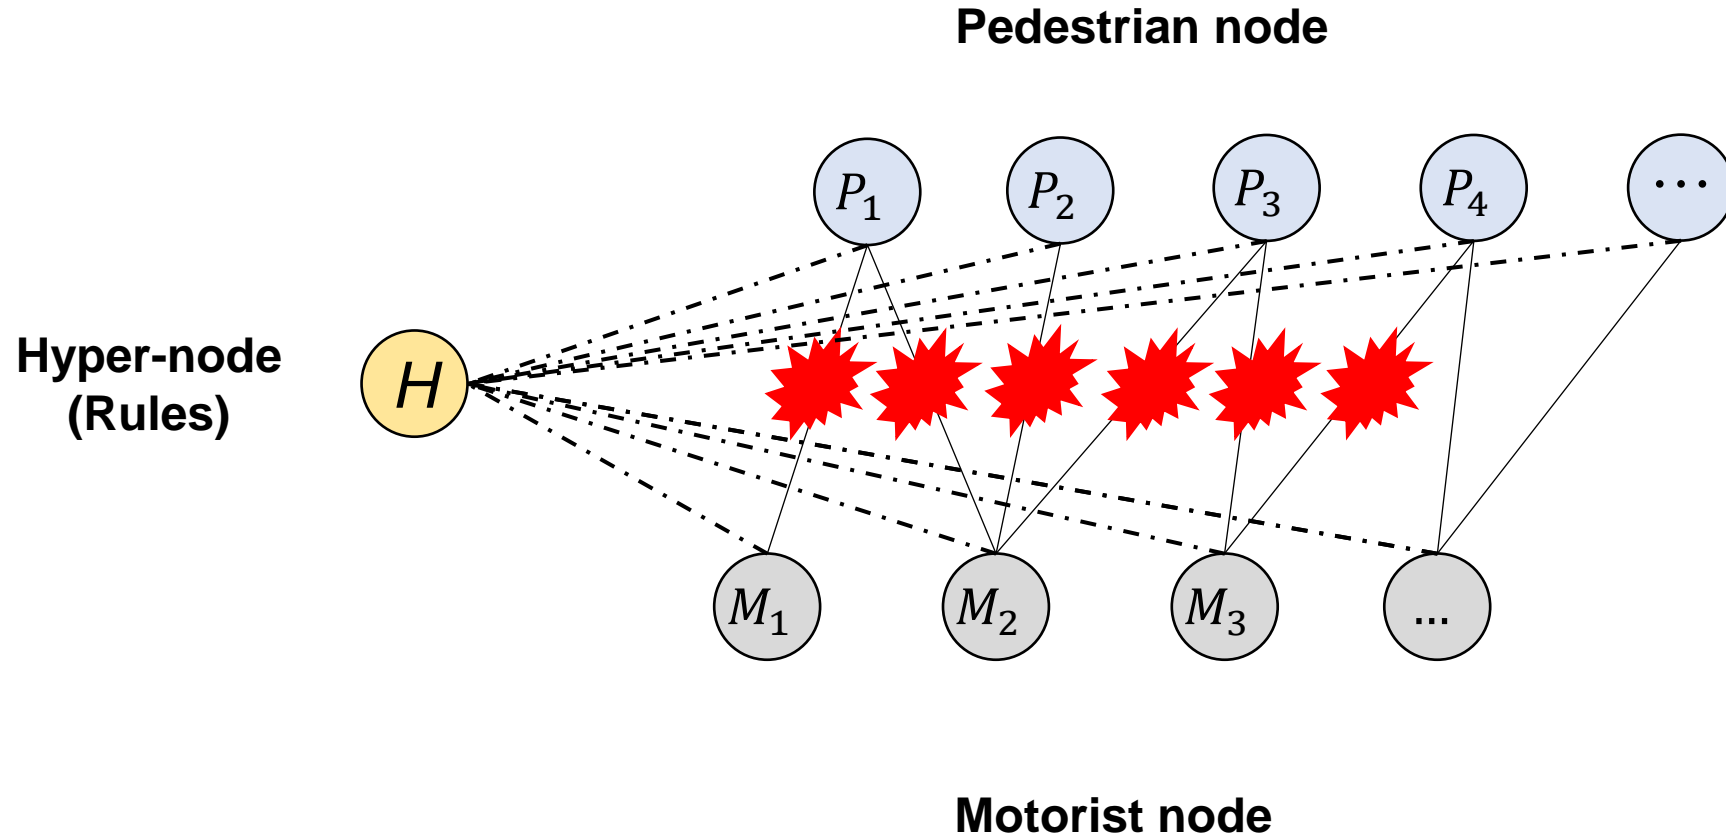 Pedestrian node
P₁
P₂
P₃
P₄
⋯
Hyper-node
(Rules)
H
M₁
M₂
M₃
...
Motorist node